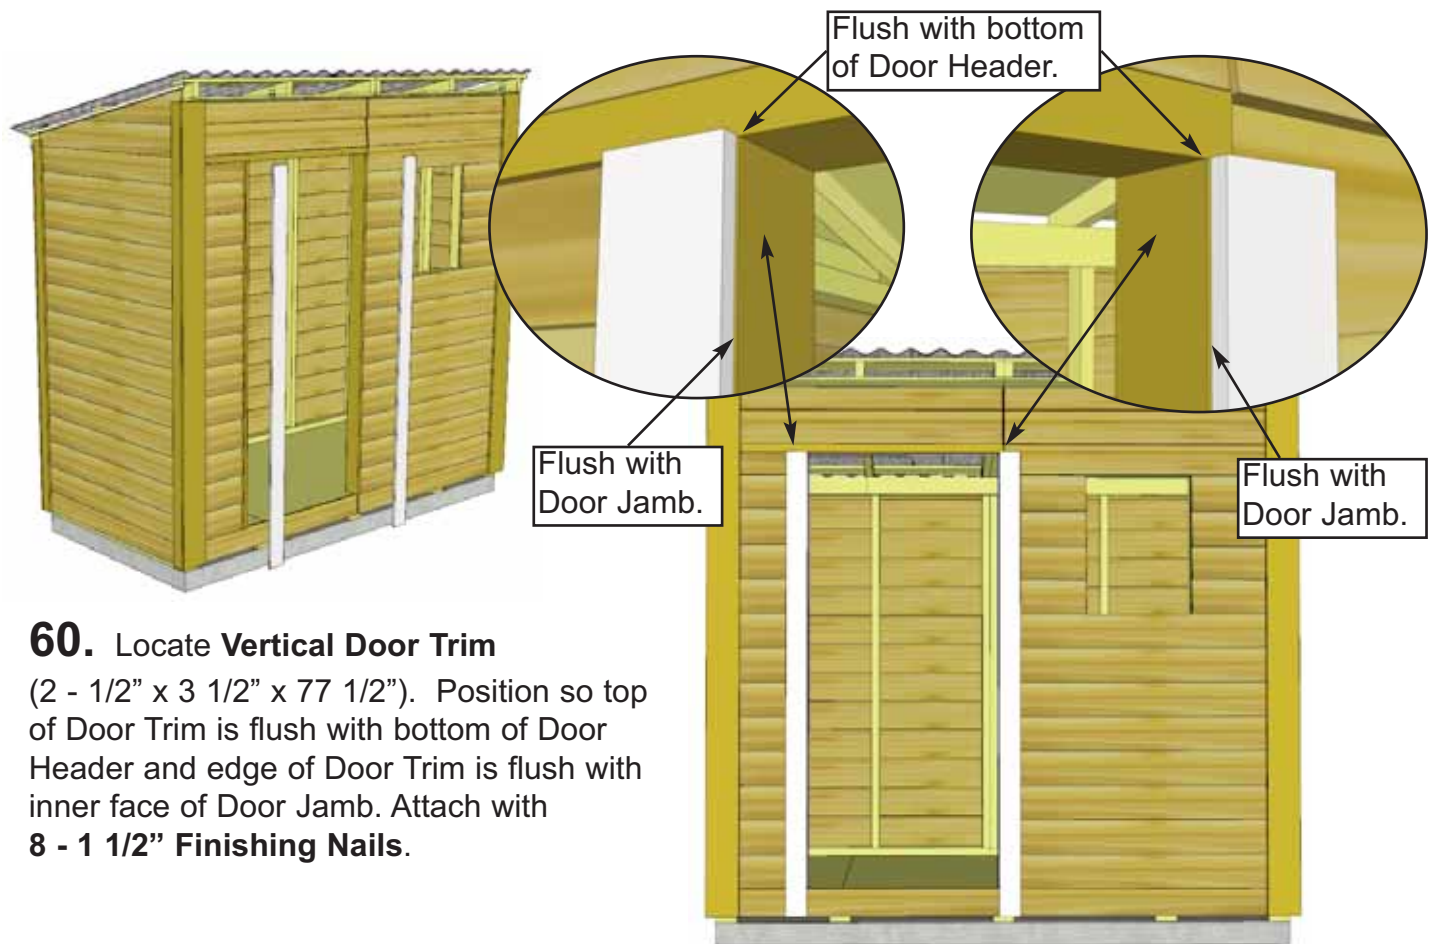 Flush with bottom
of Door Header.
Flush with
Door Jamb.
Flush with
Door Jamb.
60. Locate Vertical Door Trim
(2 - 1/2” x 3 1/2” x 77 1/2”). Position so top
of Door Trim is flush with bottom of Door
Header and edge of Door Trim is flush with
inner face of Door Jamb. Attach with
8 - 1 1/2” Finishing Nails.